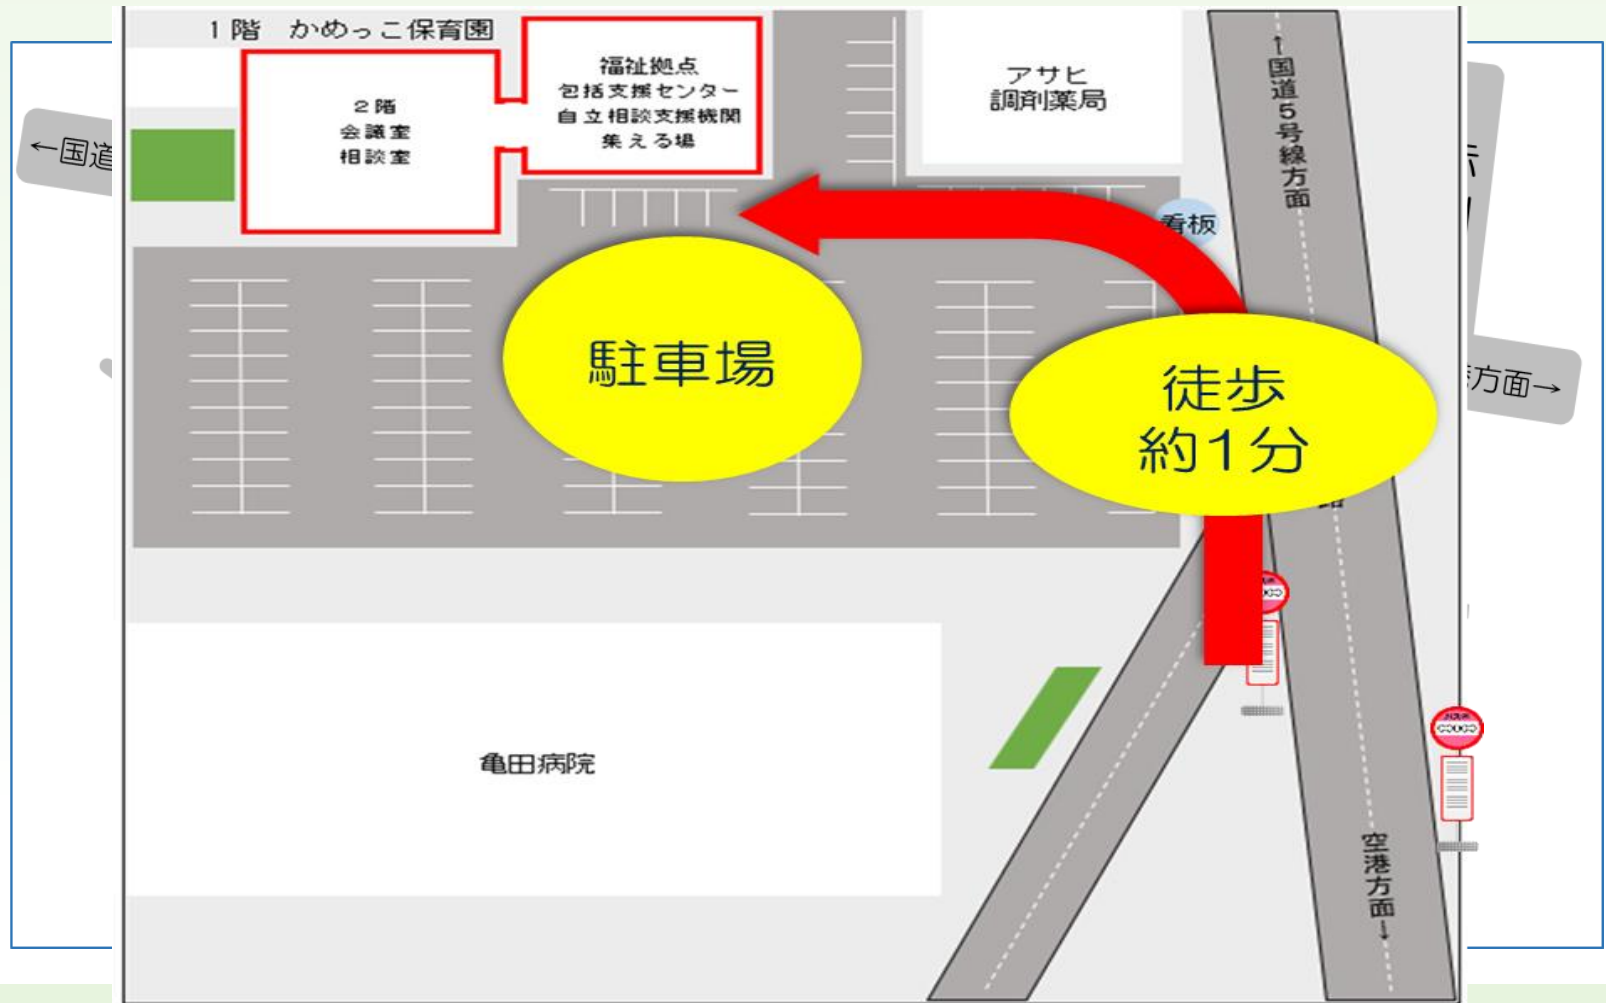 1階 かめっこ保育園
福祉拠点
包括支援センター
自立相談支援機関
集える場
2階
会議室
相談室
アサヒ
調剤薬局
←国道5号線方面
←国道
看板
駐車場
徒歩
約1分
方面→
バス停
亀田病院
空港方面→